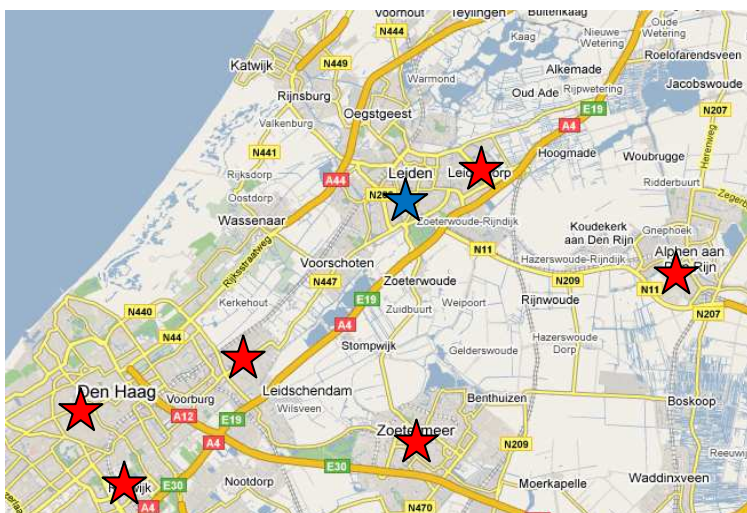 Voorhout
Teylingen
Buitenkaag
N444
Kaag
Nieuwe
Wetering
Oude
Wetering
Katwijk
N449
Warmond
Alkemade
Roelofarendsveen
Rijnsburg
Oud Ade
Rijpwetering
Jacobswoude
Oegstgeest
E19
N207
Valkenburg
A4
Herenweg
N441
Leiden
Hoogmade
Woubrugge
Rijksdorp
A44
Ridderbuurt
Oostdorp
Wassenaar
Zoeterwoude-Rijndijk
Koudekerk
aan Den Rijn
Gnephoek
Rijksstraatweg
Voorschoten
N11
Hazerswoude-Rijndijk
Alphen aan
N447
Zoeterwoude
N209
N11
Kerkehout
E19
Zuidbuurt
Weipoort
Rijnwoude
N207
N440
A4
N44
Stompwijk
Gelderswoude
Hazerswoude
Dorp
Den Haag
Voorburg
Leidschendam
Wilsveen
Benthuizen
Boskoop
A12
E19
A4
Zoetermeer
N209
E30
Nootdorp
E30
Waddinxveen
A4
N470
Moerkapelle